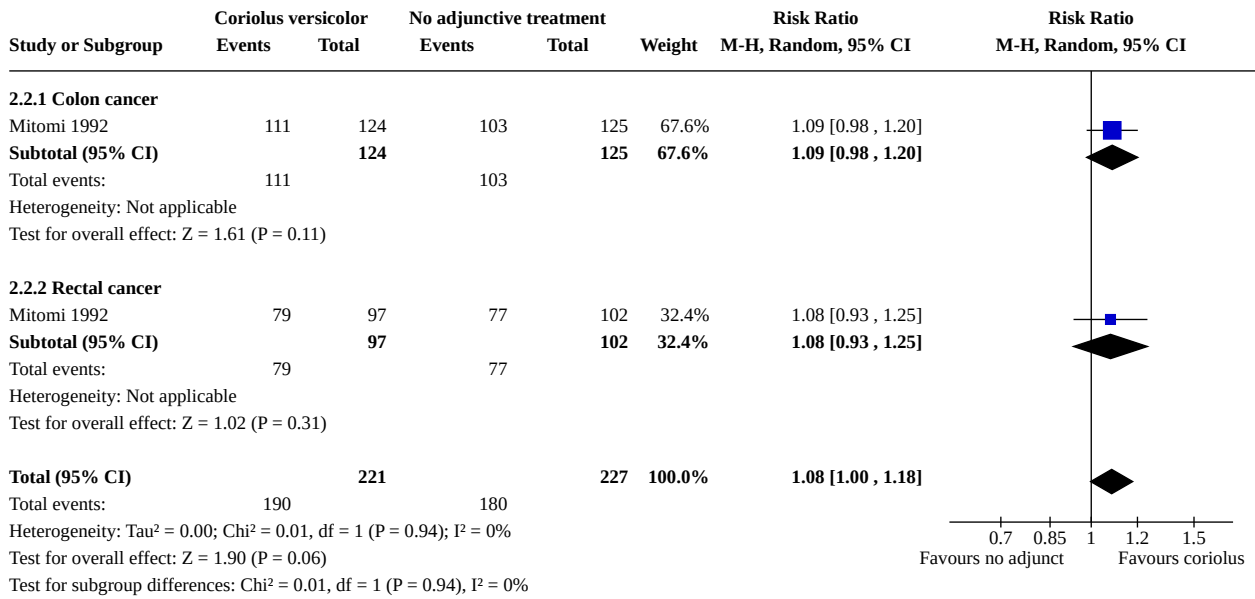 Coriolus versicolor No adjunctive treatment Risk Ratio Risk Ratio
Study or Subgroup Events Total Events Total Weight M-H, Random, 95% CI M-H, Random, 95% CI
2.2.1 Colon cancer
Mitomi 1992 111 124 103 125 67.6% 1.09 [0.98 , 1.20]
Subtotal (95% CI) 124 125 67.6% 1.09 [0.98 , 1.20]
Total events: 111 103
Heterogeneity: Not applicable
Test for overall effect: Z = 1.61 (P = 0.11)
2.2.2 Rectal cancer
Mitomi 1992 79 97 77 102 32.4% 1.08 [0.93 , 1.25]
Subtotal (95% CI) 97 102 32.4% 1.08 [0.93 , 1.25]
Total events: 79 77
Heterogeneity: Not applicable
Test for overall effect: Z = 1.02 (P = 0.31)
Total (95% CI) 221 227 100.0% 1.08 [1.00 , 1.18]
Total events: 190 180
Heterogeneity: Tau² = 0.00; Chi² = 0.01, df = 1 (P = 0.94); I² = 0%
0.7 0.85 1 1.2 1.5
Test for overall effect: Z = 1.90 (P = 0.06)
Favours no adjunct Favours coriolus
Test for subgroup differences: Chi² = 0.01, df = 1 (P = 0.94), I² = 0%